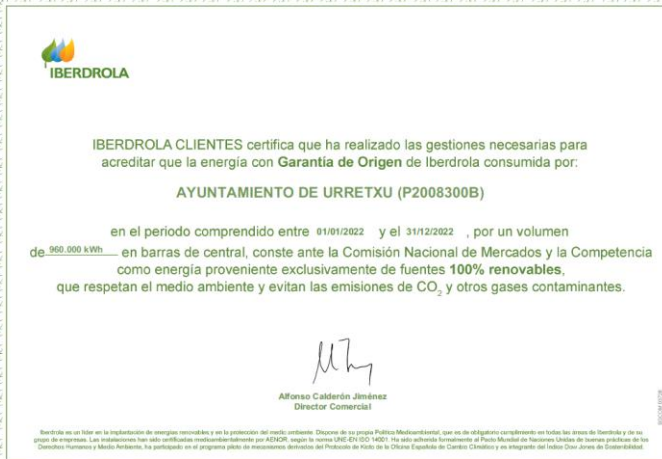 IBERDROLA
IBERDROLA CLIENTES certifica que ha realizado las gestiones necesarias para
acreditar que la energía con Garantía de Origen de Iberdrola consumida por:
AYUNTAMIENTO DE URRETXU (P2008300B)
en el periodo comprendido entre 01/01/2022 y el 31/12/2022 , por un volumen
de 960.000 kWh en barras de central, conste ante la Comisión Nacional de Mercados y la Competencia
como energía proveniente exclusivamente de fuentes 100% renovables,
que respetan el medio ambiente y evitan las emisiones de CO2 y otros gases contaminantes.
Alfonso Calderón Jiménez
Director Comercial
Iberdrola es un líder en la implantación de energías renovables y en la protección del medio ambiente. Dispone de su propia Política Medioambiental, que es de obligatorio cumplimiento en todas las áreas de Iberdrola y de su
grupo de empresas. Las instalaciones han sido certificadas medioambientalmente por AENOR, según la norma UNE-EN ISO 14001. Ha sido adherida formalmente al Pacto Mundial de Naciones Unidas de buenas prácticas de los
Derechos Humanos y Medio Ambiente, ha participado en el programa piloto de mecanismos derivados del Protocolo de Kioto de la Oficina Española de Cambio Climático y es integrante del Índice Dow Jones de Sostenibilidad.